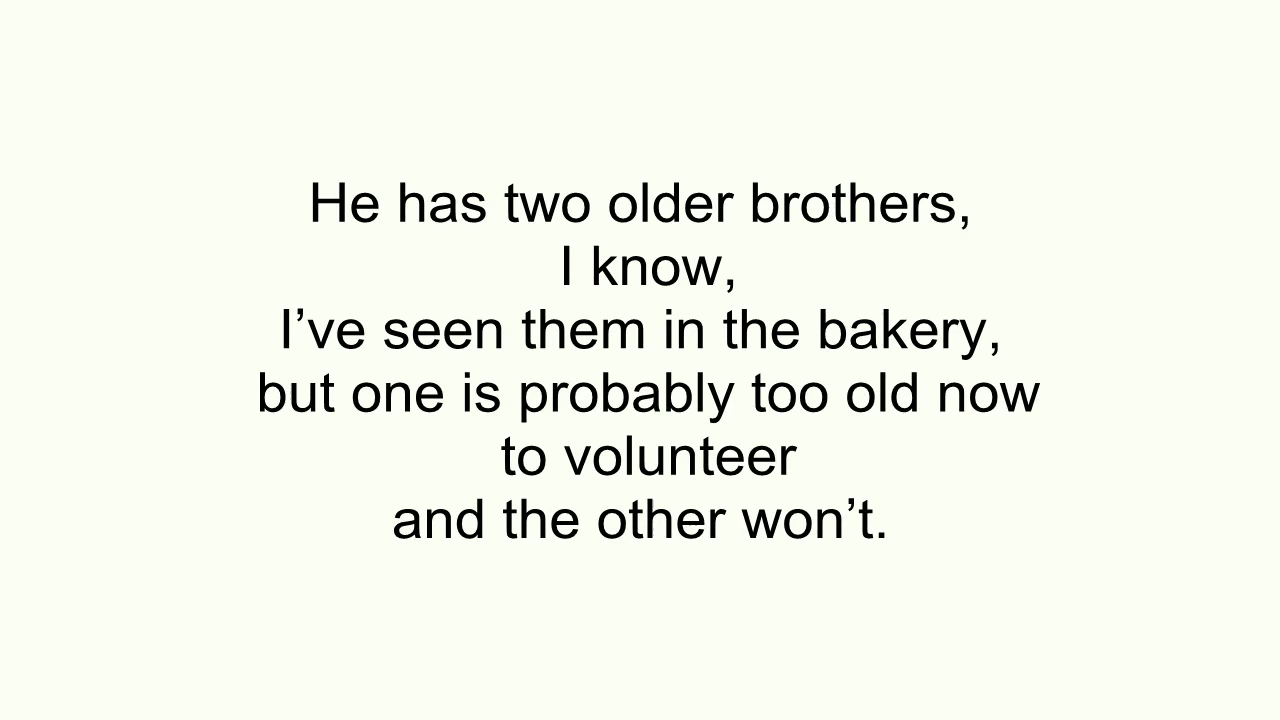 He has two older brothers,
I know,
I’ve seen them in the bakery,
but one is probably too old now
to volunteer
and the other won’t.